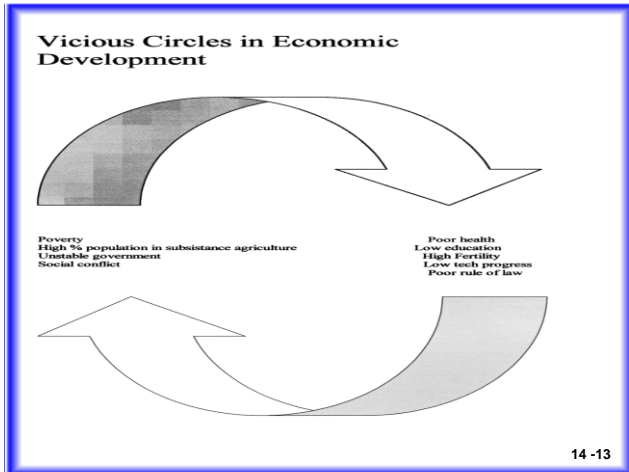 Vicious Circles in Economic
Development
Poverty
High % population in subsistance agriculture
Unstable government
Social conflict
Poor health
Low education
High Fertility
Low tech progress
Poor rule of law
14 -13